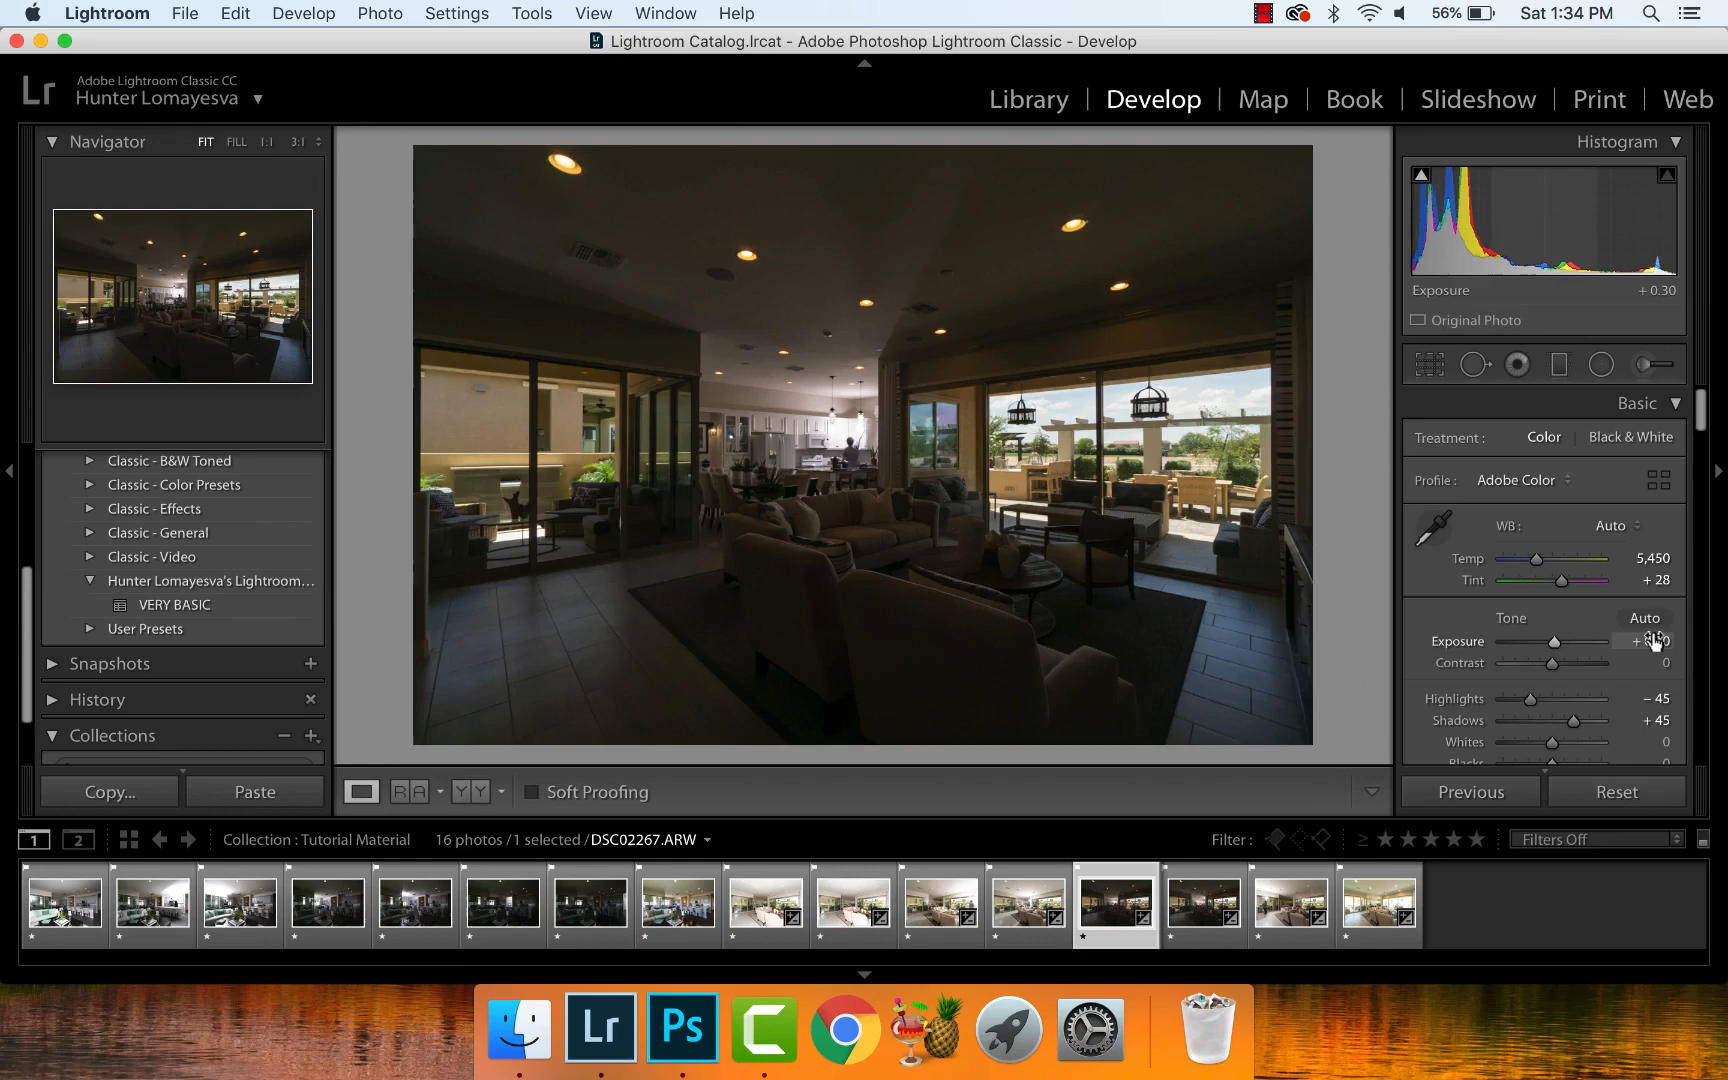 Lightroom File Edit Develop Photo Settings Tools View Window Help 56% Sat 1:34 PM
Lightroom Catalog.lrcat - Adobe Photoshop Lightroom Classic - Develop
Lr Adobe Lightroom Classic CC
Hunter Lomayesva
Library | Develop | Map | Book | Slideshow | Print | Web
Navigator FIT FILL 1:1 3:1
Classic - B&W Toned
Classic - Color Presets
Classic - Effects
Classic - General
Classic - Video
Hunter Lomayesva's Lightroom...
VERY BASIC
User Presets
Snapshots
History
Collections
Copy... Paste
Soft Proofing
Histogram
Exposure + 0.30
Original Photo
Basic
Treatment : Color Black & White
Profile : Adobe Color
WB : Auto
Temp 5,450
Tint + 28
Tone Auto
Exposure
Contrast 0
Highlights - 45
Shadows + 45
Whites 0
Blacks 0
Previous Reset
1 2 Collection : Tutorial Material 16 photos / 1 selected / DSC02267.ARW Filter : ≥ Filters Off
Lr Ps